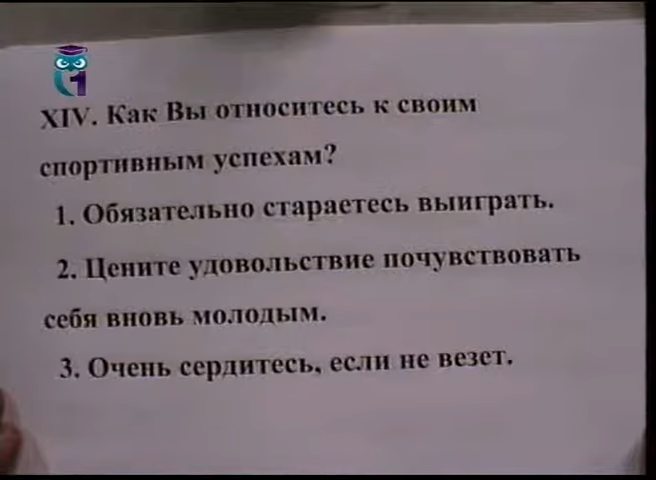 1
XIV. Как Вы относитесь к своим
спортивным успехам?
1. Обязательно стараетесь выиграть.
2. Цените удовольствие почувствовать
себя вновь молодым.
3. Очень сердитесь, если не везет.